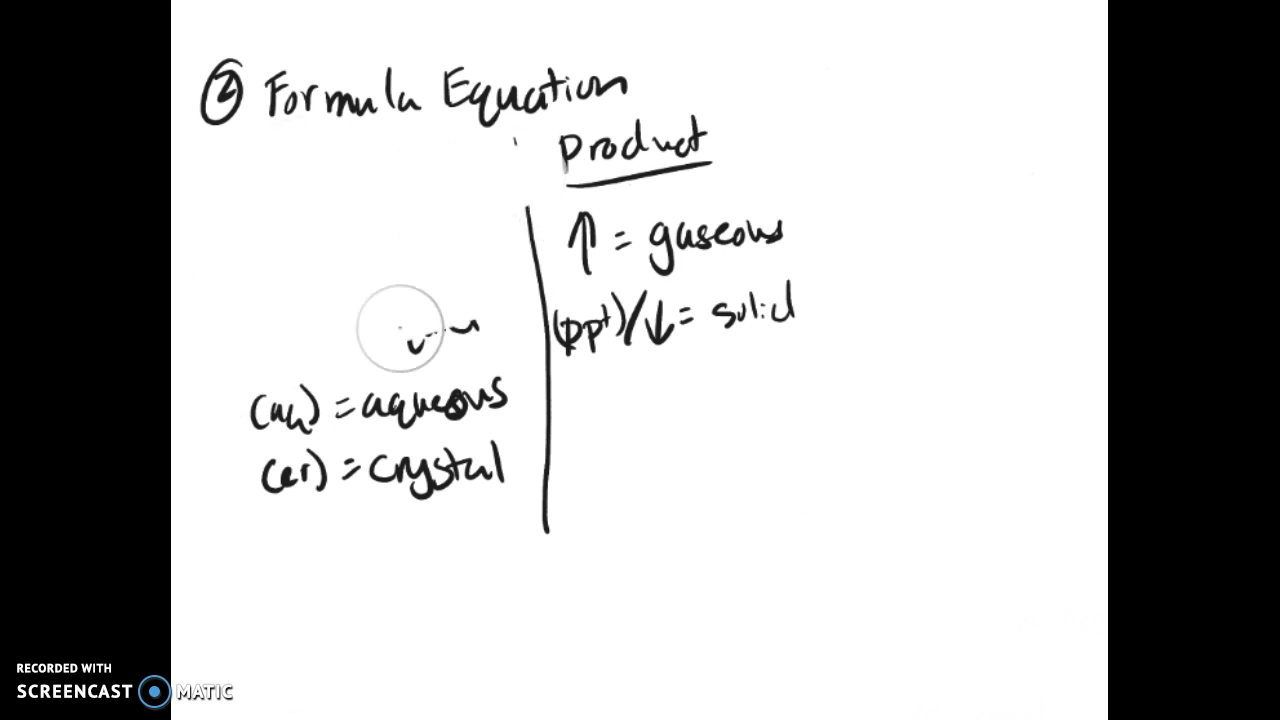 ② Formula Equation
Product
↑ = gaseous
(ppt)/↓ = solid
(aq) = aqueous
(cr) = crystal
RECORDED WITH
SCREENCAST MATIC